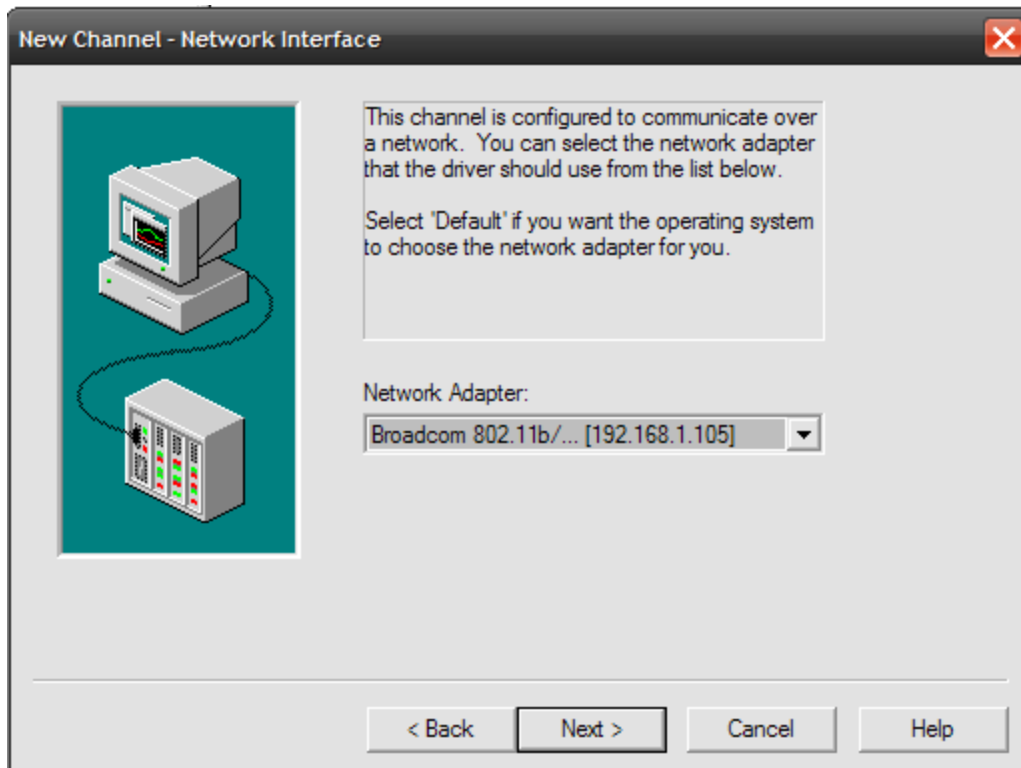 New Channel - Network Interface
This channel is configured to communicate over
a network. You can select the network adapter
that the driver should use from the list below.
Select 'Default' if you want the operating system
to choose the network adapter for you.
Network Adapter:
Broadcom 802.11b/... [192.168.1.105]
< Back Next > Cancel Help